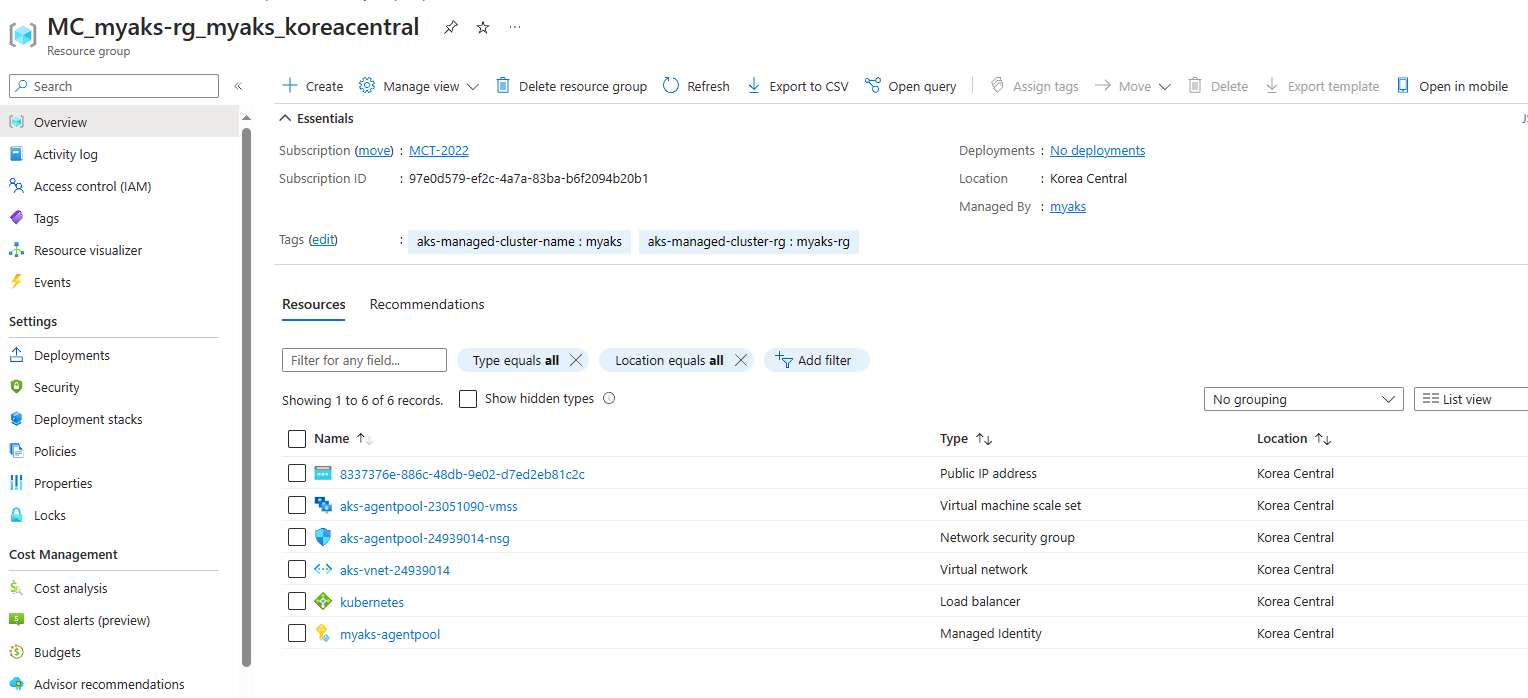 MC_myaks-rg_myaks_koreacentral
Resource group
Search
Create
Manage view
Delete resource group
Refresh
Export to CSV
Open query
Assign tags
Move
Delete
Export template
Open in mobile
Overview
Activity log
Access control (IAM)
Tags
Resource visualizer
Events
Settings
Deployments
Security
Deployment stacks
Policies
Properties
Locks
Cost Management
Cost analysis
Cost alerts (preview)
Budgets
Advisor recommendations
Essentials
Subscription (move) : MCT-2022
Subscription ID : 97e0d579-ef2c-4a7a-83ba-b6f2094b20b1
Deployments : No deployments
Location : Korea Central
Managed By : myaks
Tags (edit) : aks-managed-cluster-name : myaks aks-managed-cluster-rg : myaks-rg
Resources Recommendations
Filter for any field... Type equals all Location equals all Add filter
Showing 1 to 6 of 6 records. Show hidden types No grouping List view
Name Type Location
8337376e-886c-48db-9e02-d7ed2eb81c2c Public IP address Korea Central
aks-agentpool-23051090-vmss Virtual machine scale set Korea Central
aks-agentpool-24939014-nsg Network security group Korea Central
aks-vnet-24939014 Virtual network Korea Central
kubernetes Load balancer Korea Central
myaks-agentpool Managed Identity Korea Central